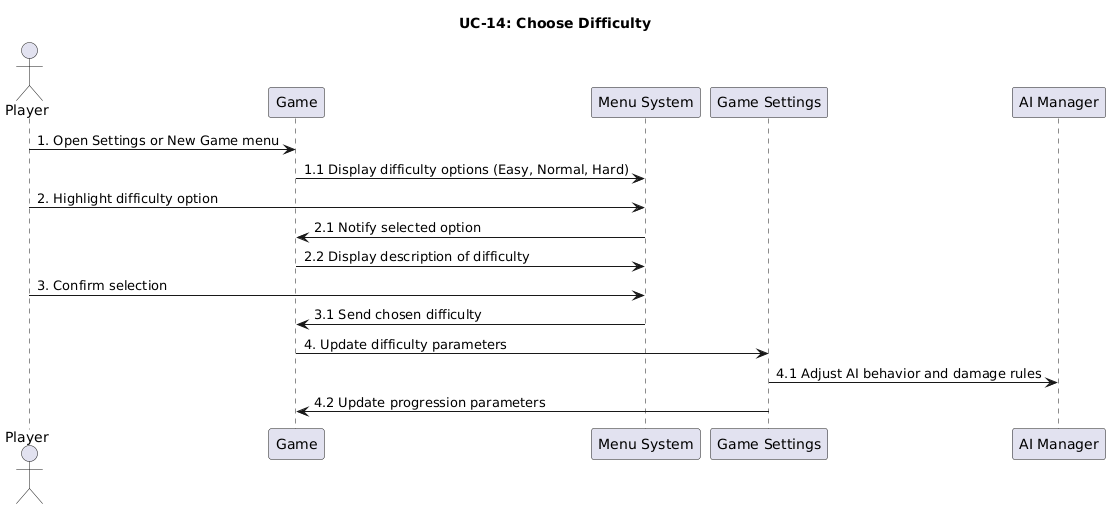 UC-14: Choose Difficulty
Player
Game
Menu System
Game Settings
AI Manager
1. Open Settings or New Game menu
1.1 Display difficulty options (Easy, Normal, Hard)
2. Highlight difficulty option
2.1 Notify selected option
2.2 Display description of difficulty
3. Confirm selection
3.1 Send chosen difficulty
4. Update difficulty parameters
4.1 Adjust AI behavior and damage rules
4.2 Update progression parameters
Player
Game
Menu System
Game Settings
AI Manager